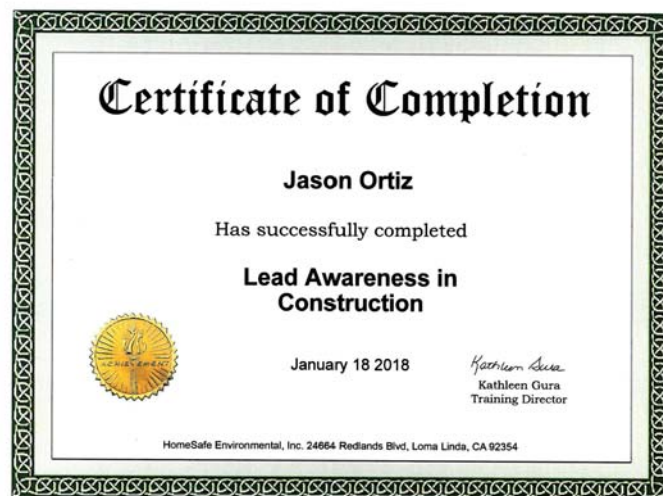 Certificate of Completion
Jason Ortiz
Has successfully completed
Lead Awareness in
Construction
ACHIEVEMENT
January 18 2018
Kathleen Gura
Kathleen Gura
Training Director
HomeSafe Environmental, Inc. 24664 Redlands Blvd, Loma Linda, CA 92354